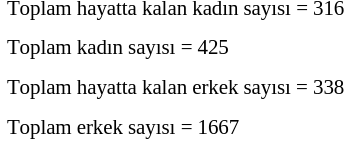 Toplam hayatta kalan kadın sayısı = 316
Toplam kadın sayısı = 425
Toplam hayatta kalan erkek sayısı = 338
Toplam erkek sayısı = 1667